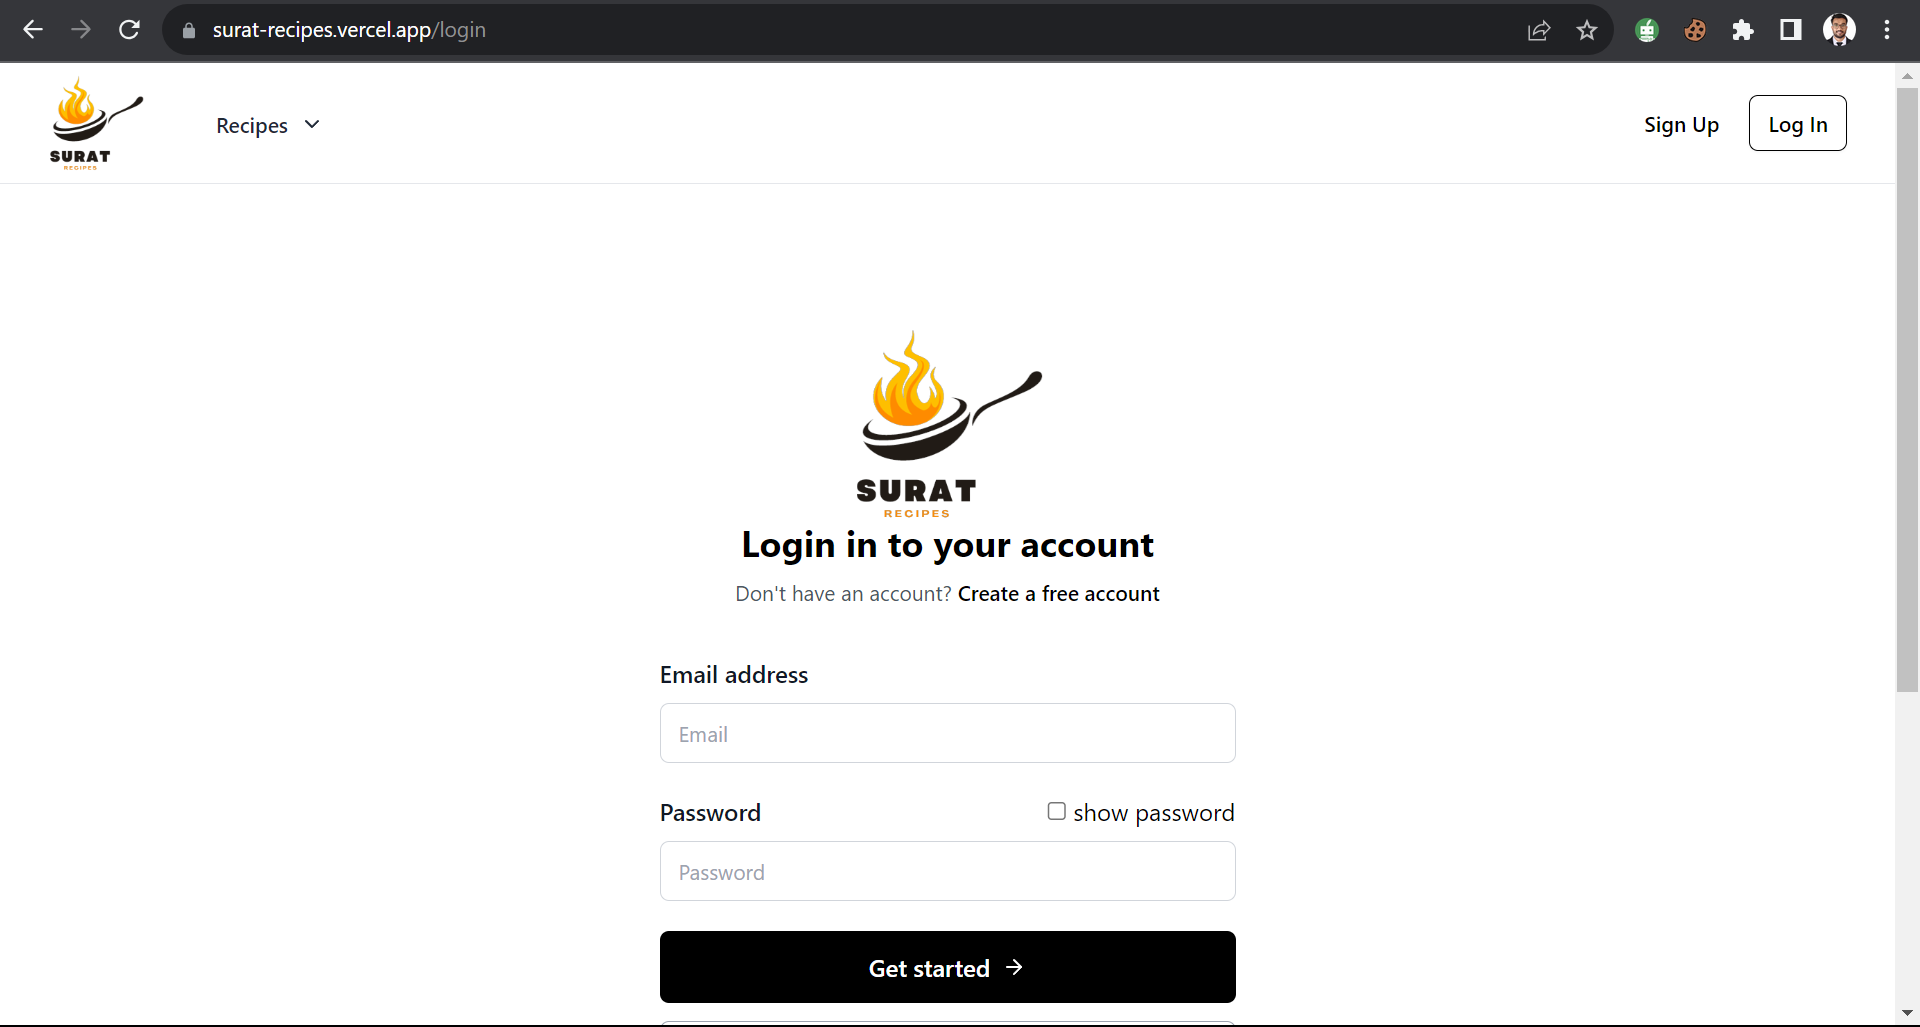 surat-recipes.vercel.app/login
SURAT
RECIPES
Recipes
Sign Up
Log In
SURAT
RECIPES
Login in to your account
Don't have an account? Create a free account
Email address
Email
Password
show password
Password
Get started